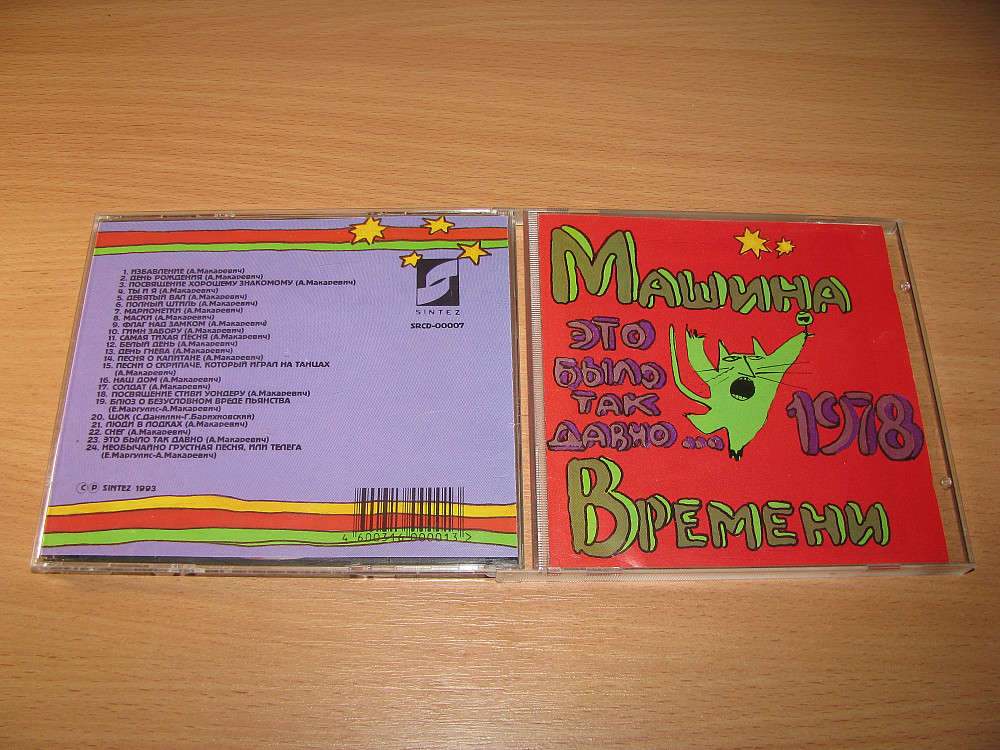 1. ИЗБАВЛЕНИЕ (А.Макаревич)
2. ДЕНЬ РОЖДЕНИЯ (А.Макаревич)
3. ПОСВЯЩЕНИЕ ХОРОШЕМУ ЗНАКОМОМУ (А.Макаревич)
4. ТЫ И Я (А.Макаревич)
5. ДЕВЯТЫЙ ВАЛ (А.Макаревич)
6. ПОЛНЫЙ ШТИЛЬ (А.Макаревич)
7. МАРИОНЕТКИ (А.Макаревич)
8. МАСКИ (А.Макаревич)
9. ФЛАГ НАД ЗАМКОМ (А.Макаревич)
10. ГИМН ЗАБОРУ (А.Макаревич)
11. САМАЯ ТИХАЯ ПЕСНЯ (А.Макаревич)
12. БЕЛЫЙ ДЕНЬ (А.Макаревич)
13. ДЕНЬ ГНЕВА (А.Макаревич)
14. ПЕСНЯ О КАПИТАНЕ (А.Макаревич)
15. ПЕСНИ О СКРИПАЧЕ, КОТОРЫЙ ИГРАЛ НА ТАНЦАХ
(А.Макаревич)
16. НАШ ДОМ (А.Макаревич)
17. СОЛДАТ (А.Макаревич)
18. ПОСВЯЩЕНИЕ СТИВИ УОНДЕРУ (А.Макаревич)
19. БЛЮЗ О БЕЗУСЛОВНОМ ВРЕДЕ ПЬЯНСТВА
(Е.Маргулис-А.Макаревич)
20. ШОК (С.Данилин-Г.Барихновский)
21. ЛЮДИ В ЛОДКАХ (А.Макаревич)
22. СНЕГ (А.Макаревич)
23. ЭТО БЫЛО ТАК ДАВНО (А.Макаревич)
24. НЕОБЫЧАЙНО ГРУСТНАЯ ПЕСНЯ, ИЛИ ТЕЛЕГА
(Е.Маргулис-А.Макаревич)
SINTEZ
SRCD-00007
Ⓒ Ⓟ SINTEZ 1993
4 600316 000013 >
МАШИНА
ЭТО
БЫЛО
ТАК
ДАВНО...
1978
ВРЕМЕНИ